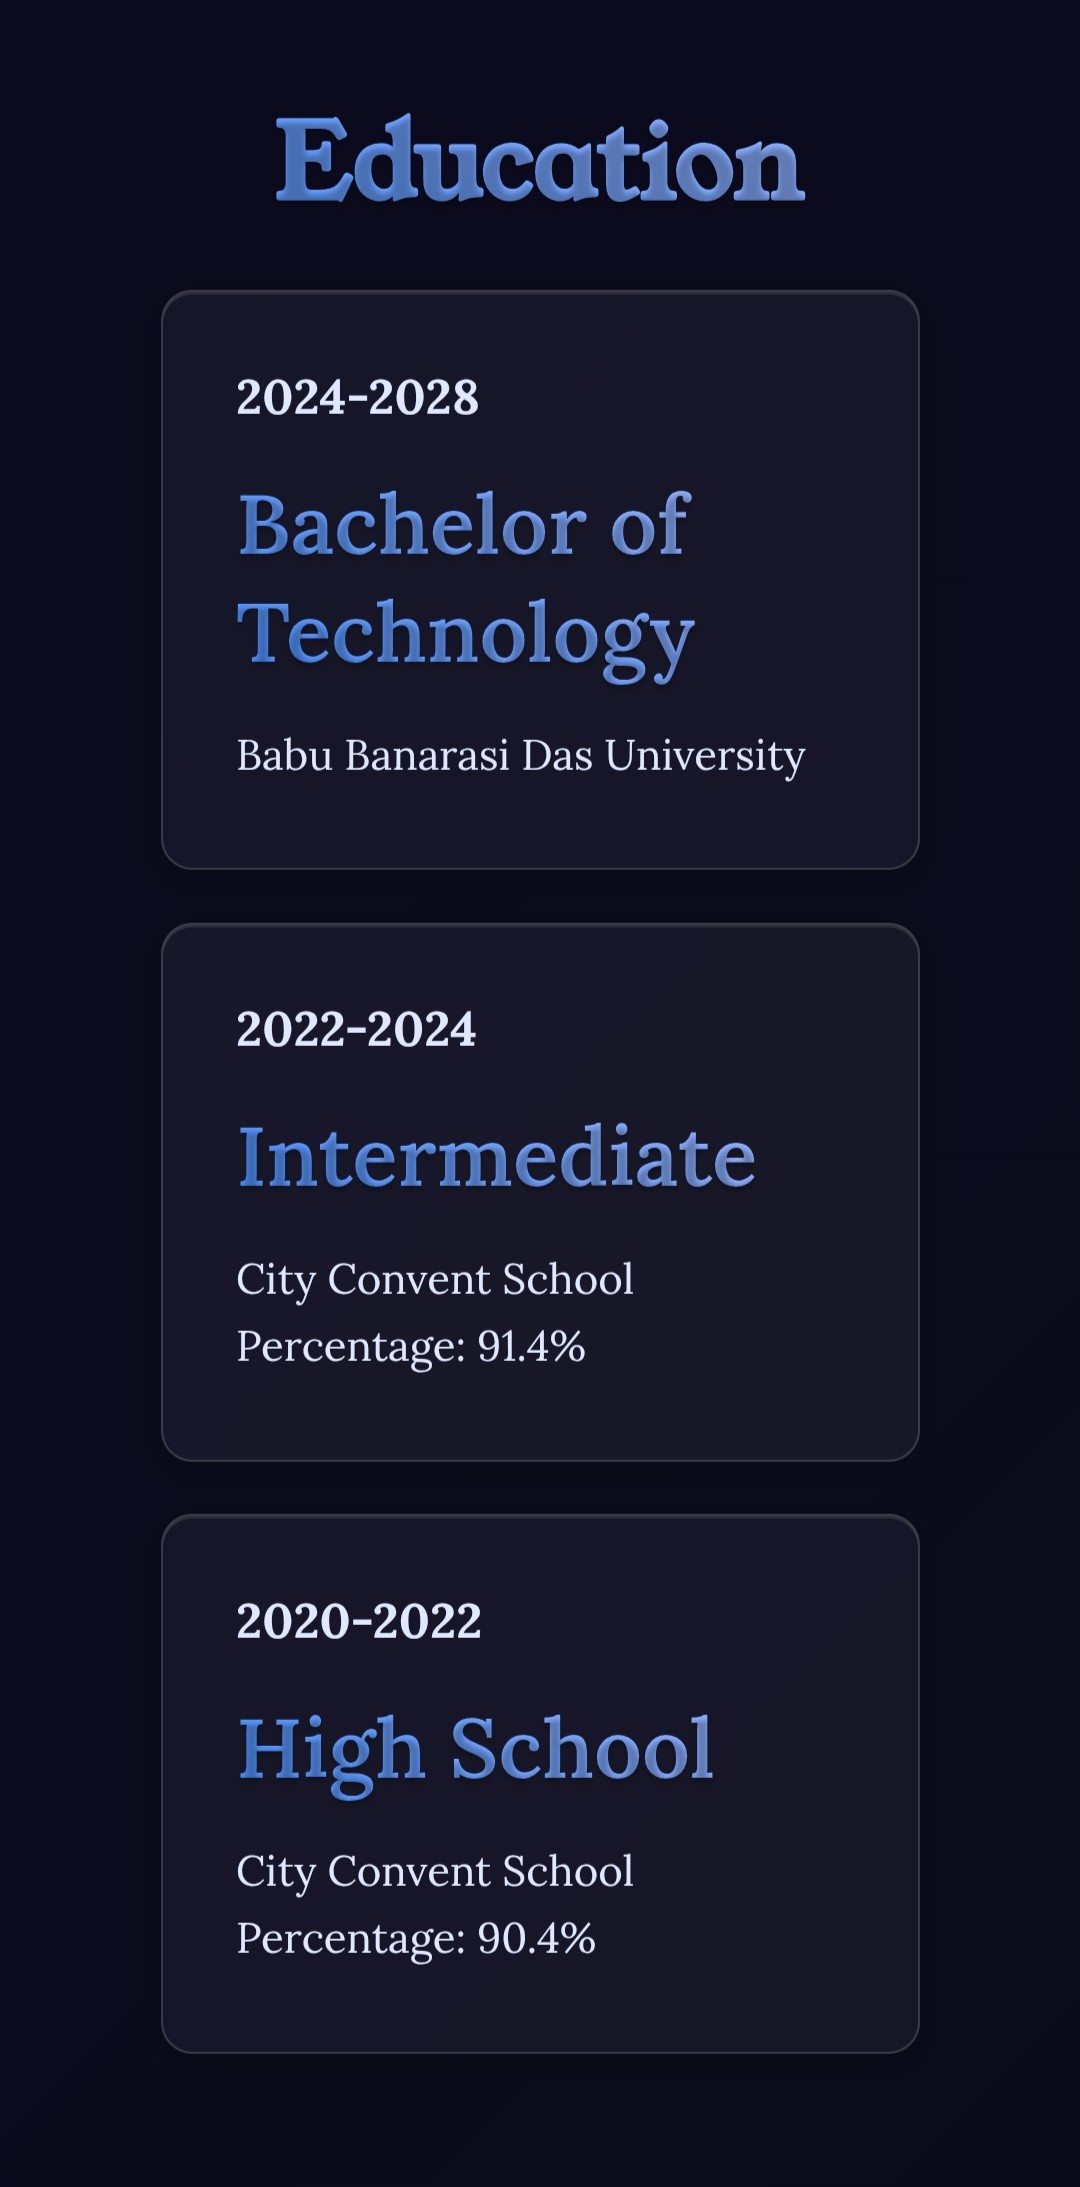 Education
2024-2028
Bachelor of
Technology
Babu Banarasi Das University
2022-2024
Intermediate
City Convent School
Percentage: 91.4%
2020-2022
High School
City Convent School
Percentage: 90.4%